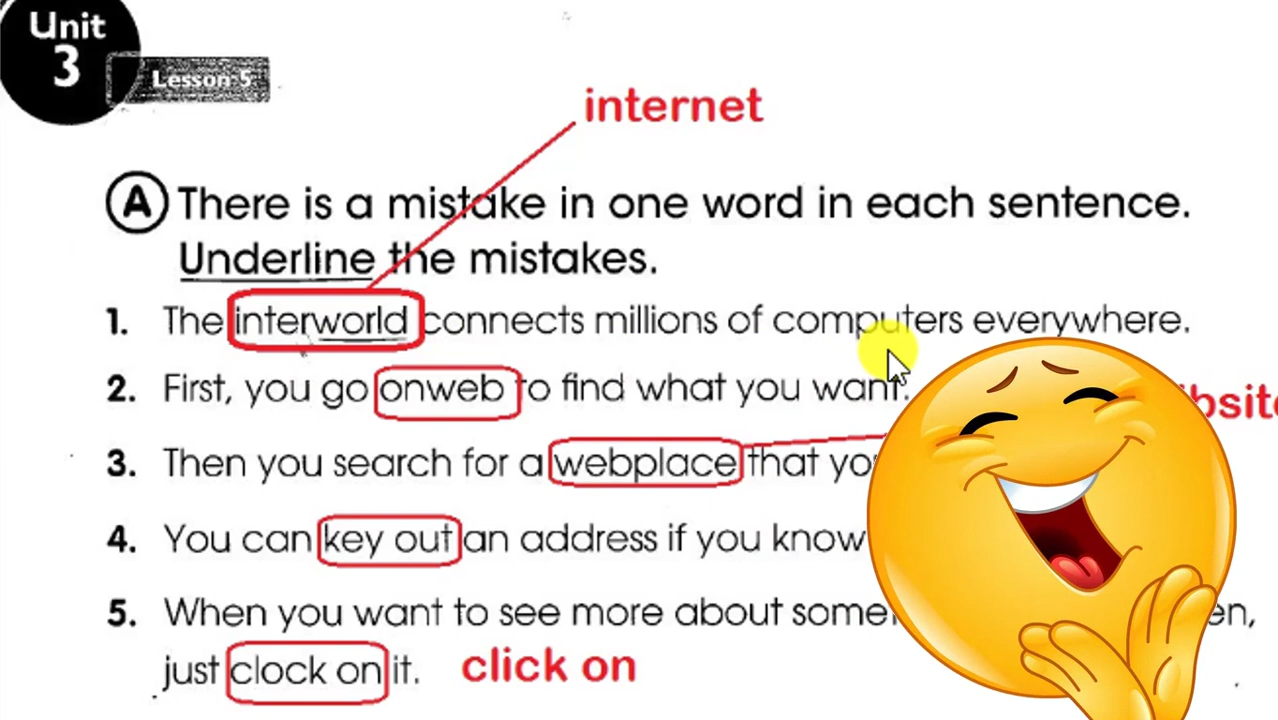 Unit
3
Lesson 5
internet
A There is a mistake in one word in each sentence.
Underline the mistakes.
1. The interworld connects millions of computers everywhere.
2. First, you go onweb to find what you want.
3. Then you search for a webplace that
4. You can key out an address if you know
5. When you want to see more about
just clock on it. click on